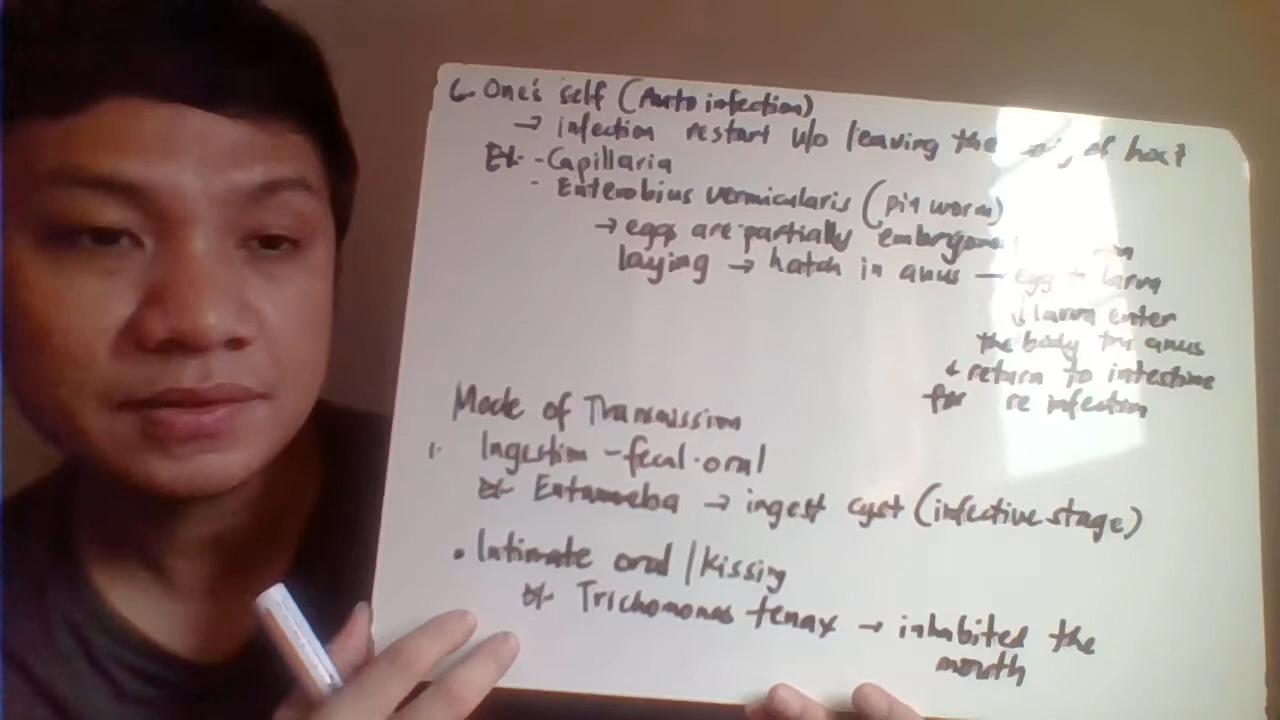 6. One's self (Auto infection)
→ infection restart w/o leaving the of host
Ex - Capillaria
- Enterobius vermicularis (pin worm)
→ eggs are partially
laying → hatch in anus — egg → larva
↓ larva enter
the body tru anus
↓ return to intestine
for re infection
Mode of Transmission
1. Ingestion - fecal-oral
Ex Entamoeba → ingest cyst (infective stage)
• Intimate oral / kissing
Ex Trichomonas tenax → inhabited the
mouth